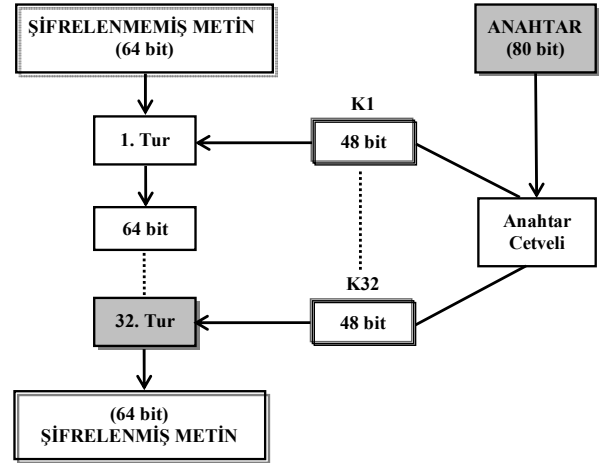 ŞİFRELENMEMİŞ METİN
(64 bit)
ANAHTAR
(80 bit)
K1
1. Tur
48 bit
64 bit
Anahtar
Cetveli
K32
32. Tur
48 bit
(64 bit)
ŞİFRELENMİŞ METİN